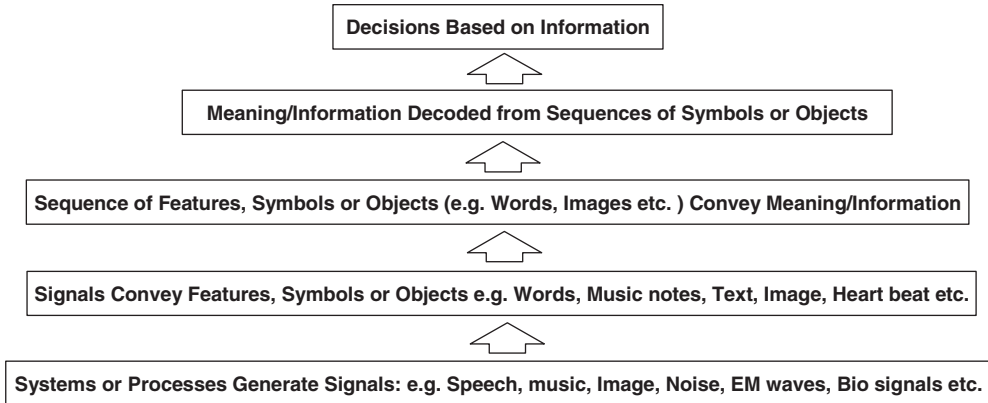 Decisions Based on Information
Meaning/Information Decoded from Sequences of Symbols or Objects
Sequence of Features, Symbols or Objects (e.g. Words, Images etc. ) Convey Meaning/Information
Signals Convey Features, Symbols or Objects e.g. Words, Music notes, Text, Image, Heart beat etc.
Systems or Processes Generate Signals: e.g. Speech, music, Image, Noise, EM waves, Bio signals etc.